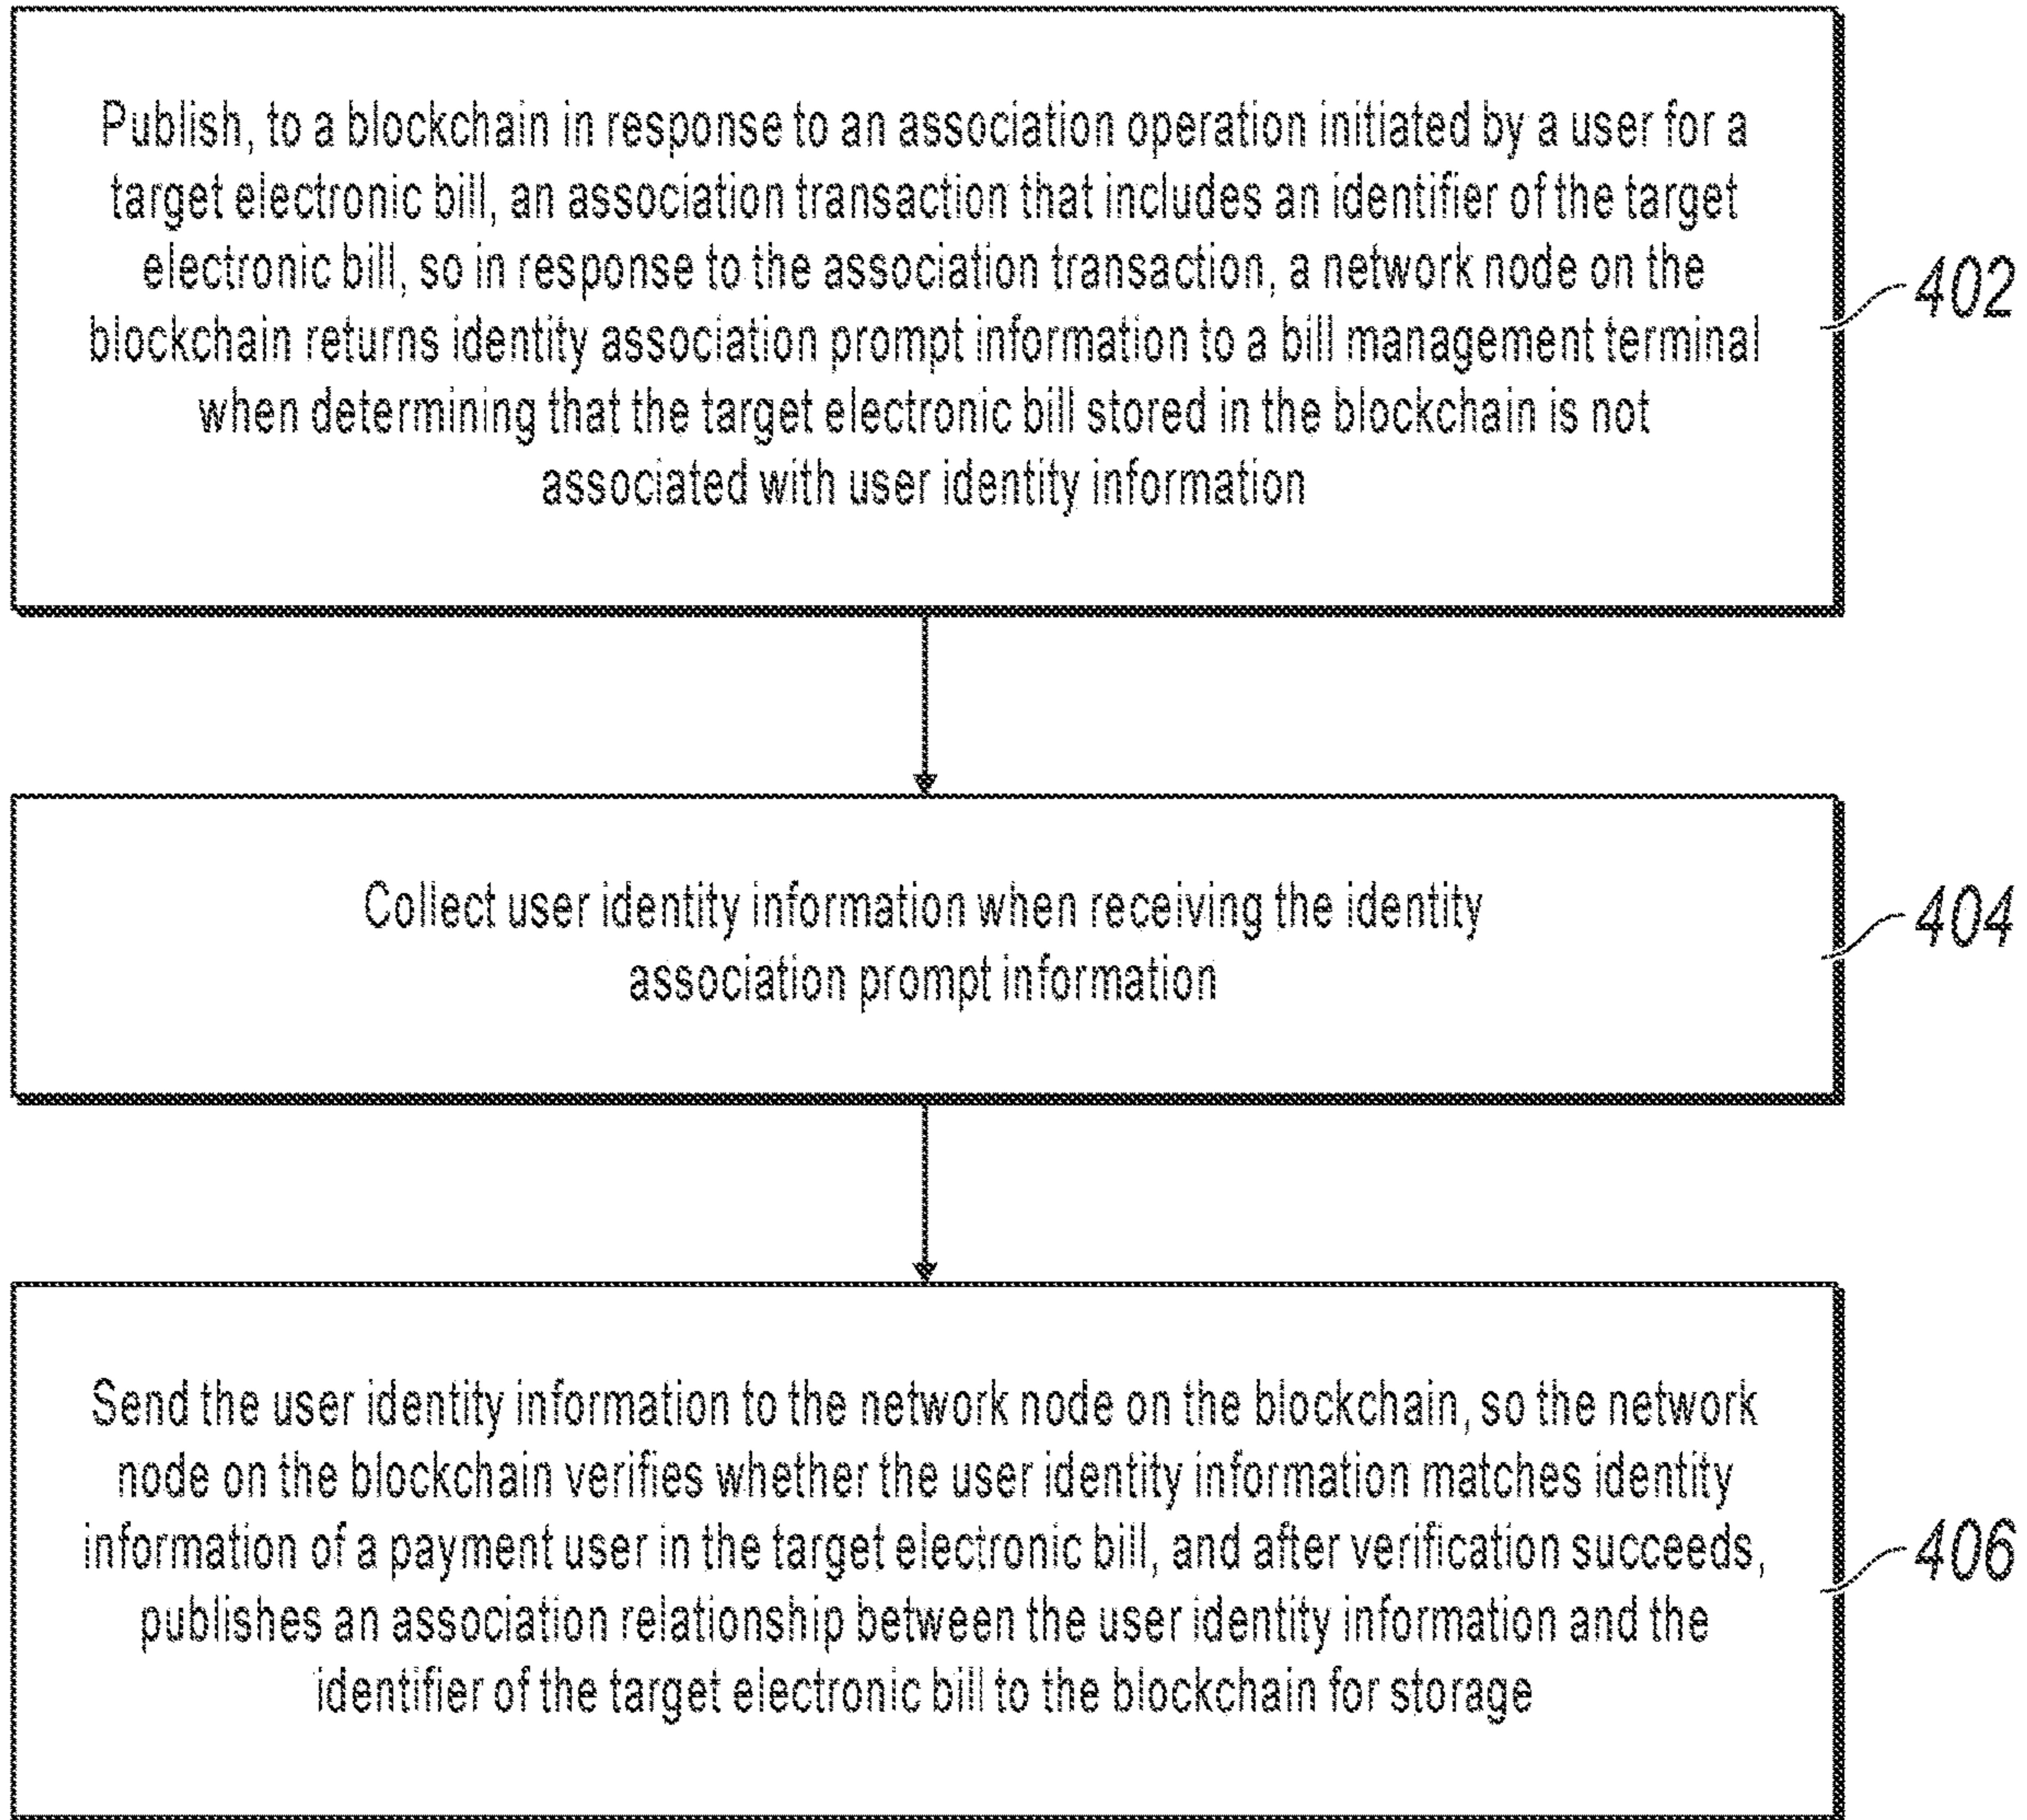 Publish, to a blockchain in response to an association operation initiated by a user for a
target electronic bill, an association transaction that includes an identifier of the target
electronic bill, so in response to the association transaction, a network node on the
blockchain returns identity association prompt information to a bill management terminal
when determining that the target electronic bill stored in the blockchain is not
associated with user identity information
402
Collect user identity information when receiving the identity
association prompt information
404
Send the user identity information to the network node on the blockchain, so the network
node on the blockchain verifies whether the user identity information matches identity
information of a payment user in the target electronic bill, and after verification succeeds,
publishes an association relationship between the user identity information and the
identifier of the target electronic bill to the blockchain for storage
406